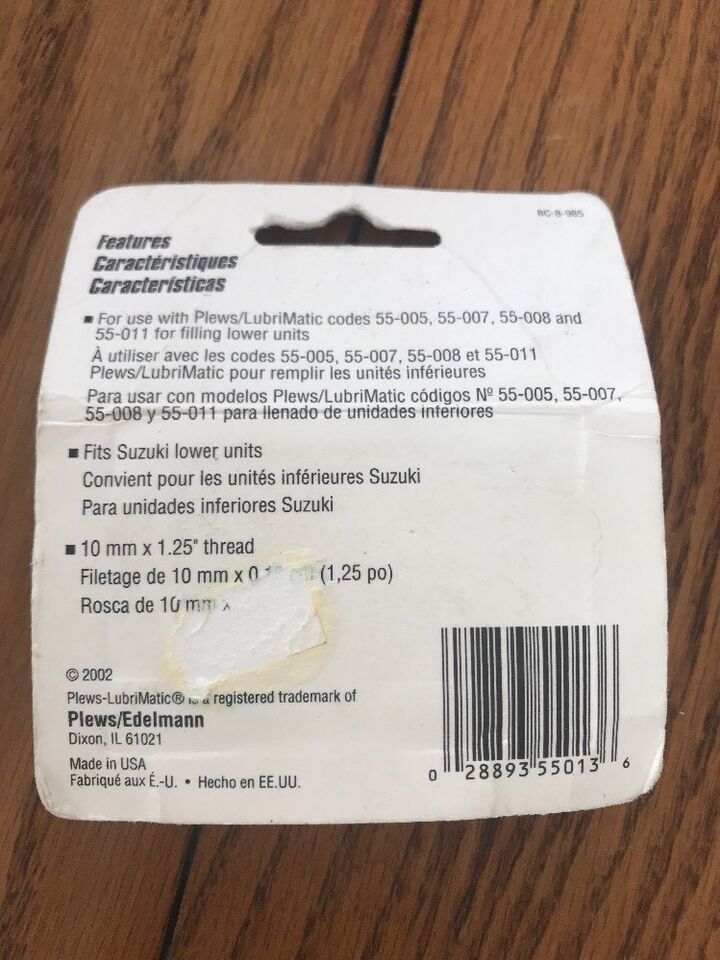 BC-8-985
Features
Caractéristiques
Características
■ For use with Plews/LubriMatic codes 55-005, 55-007, 55-008 and
55-011 for filling lower units
À utiliser avec les codes 55-005, 55-007, 55-008 et 55-011
Plews/LubriMatic pour remplir les unités inférieures
Para usar con modelos Plews/LubriMatic códigos Nº 55-005, 55-007,
55-008 y 55-011 para llenado de unidades inferiores
■ Fits Suzuki lower units
Convient pour les unités inférieures Suzuki
Para unidades inferiores Suzuki
■ 10 mm x 1.25" thread
Filetage de 10 mm x (1,25 po)
Rosca de 10 mm x
© 2002
Plews-LubriMatic® is a registered trademark of
Plews/Edelmann
Dixon, IL 61021
Made in USA
Fabriqué aux É.-U. • Hecho en EE.UU.
0 28893 55013 6